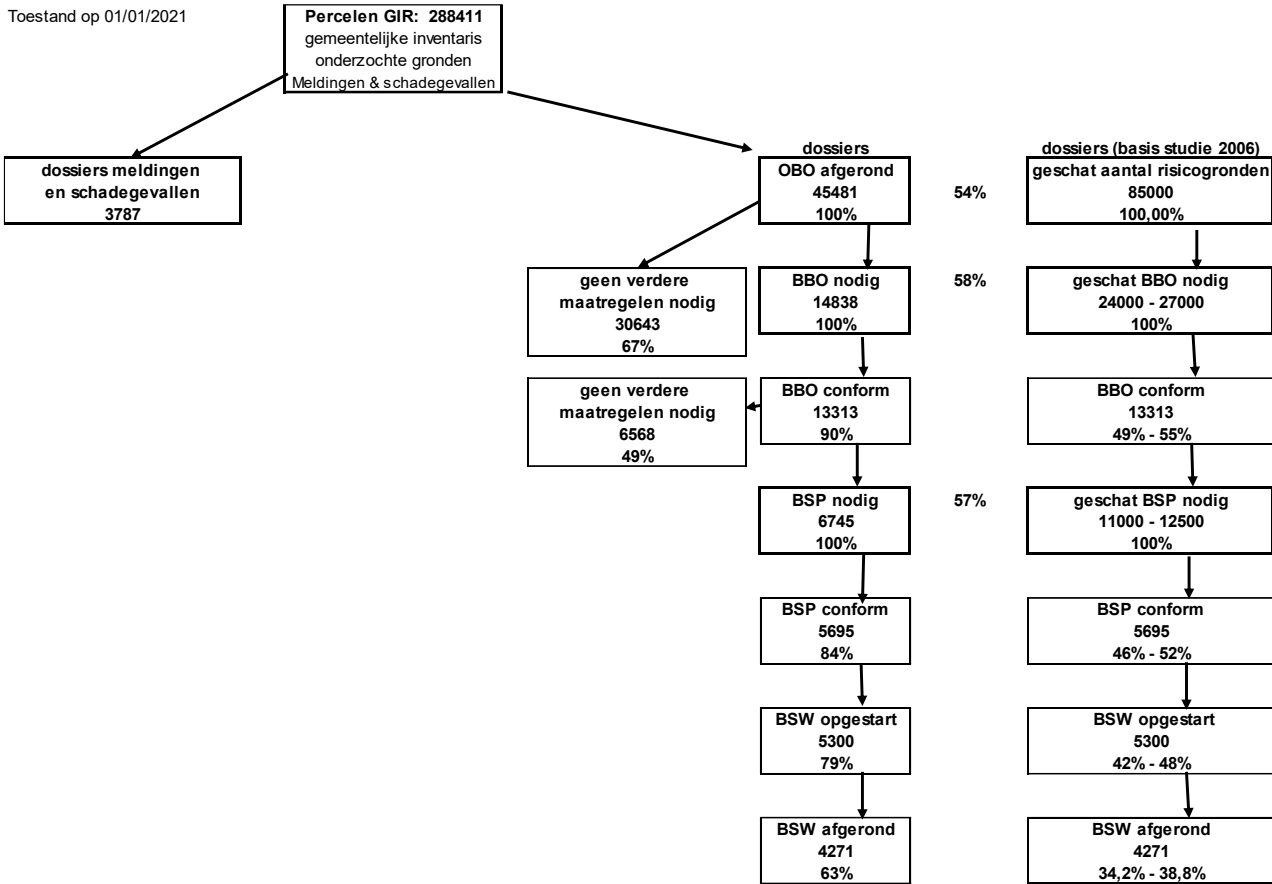 Toestand op 01/01/2021
Percelen GIR: 288411
gemeentelijke inventaris
onderzochte gronden
Meldingen & schadegevallen
dossiers meldingen
en schadegevallen
3787
dossiers
OBO afgerond
45481
100%
54%
dossiers (basis studie 2006)
geschat aantal risicogronden
85000
100,00%
geen verdere
maatregelen nodig
30643
67%
BBO nodig
14838
100%
58%
geschat BBO nodig
24000 - 27000
100%
geen verdere
maatregelen nodig
6568
49%
BBO conform
13313
90%
BBO conform
13313
49% - 55%
BSP nodig
6745
100%
57%
geschat BSP nodig
11000 - 12500
100%
BSP conform
5695
84%
BSP conform
5695
46% - 52%
BSW opgestart
5300
79%
BSW opgestart
5300
42% - 48%
BSW afgerond
4271
63%
BSW afgerond
4271
34,2% - 38,8%